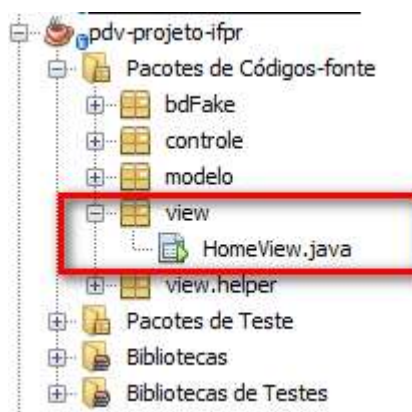 pdv-projeto-ifpr
Pacotes de Códigos-fonte
bdFake
controle
modelo
view
HomeView.java
view.helper
Pacotes de Teste
Bibliotecas
Bibliotecas de Testes